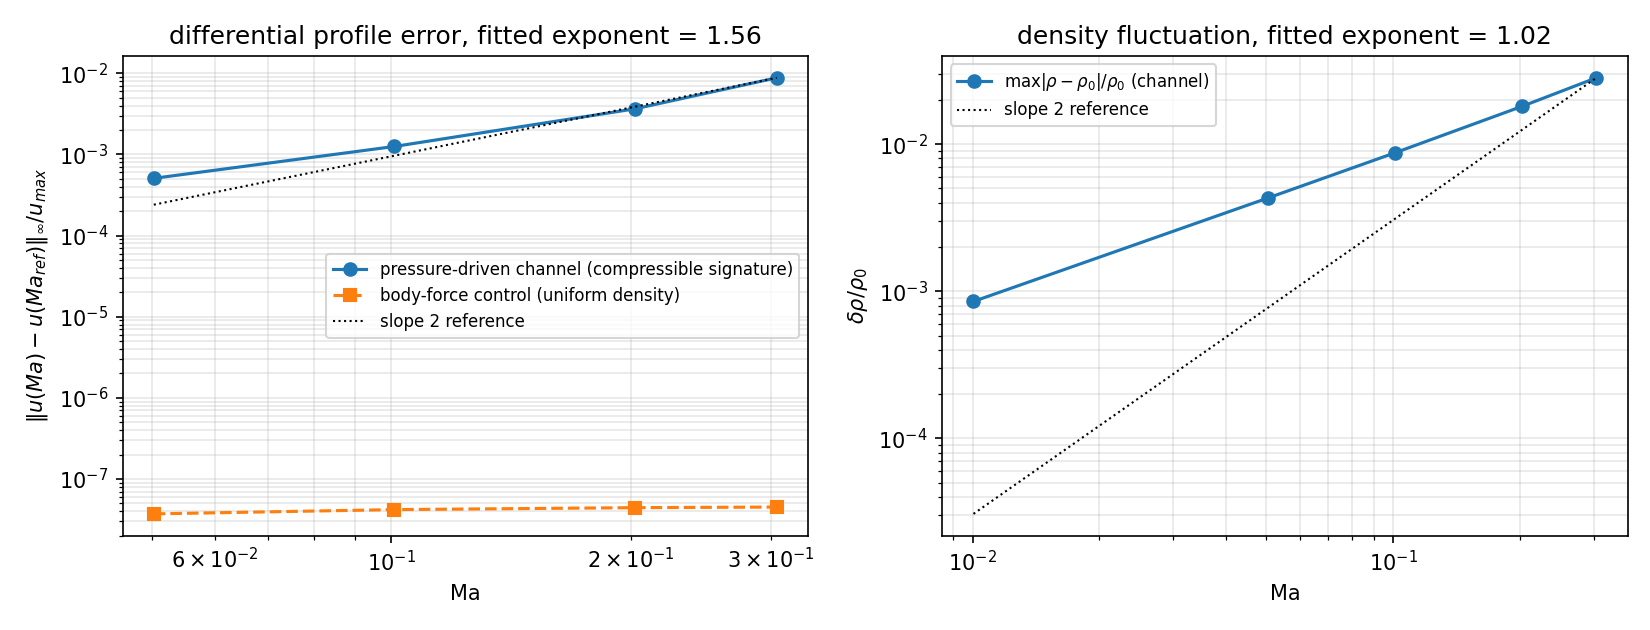 differential profile error, fitted exponent = 1.56
‖u(Ma) − u(Ma_ref)‖_∞/u_max
10⁻²
10⁻³
10⁻⁴
10⁻⁵
10⁻⁶
10⁻⁷
pressure-driven channel (compressible signature)
body-force control (uniform density)
slope 2 reference
6 × 10⁻²
10⁻¹
2 × 10⁻¹
3 × 10⁻¹
Ma
density fluctuation, fitted exponent = 1.02
δρ/ρ₀
10⁻²
10⁻³
10⁻⁴
max|ρ − ρ₀|/ρ₀ (channel)
slope 2 reference
10⁻²
10⁻¹
Ma